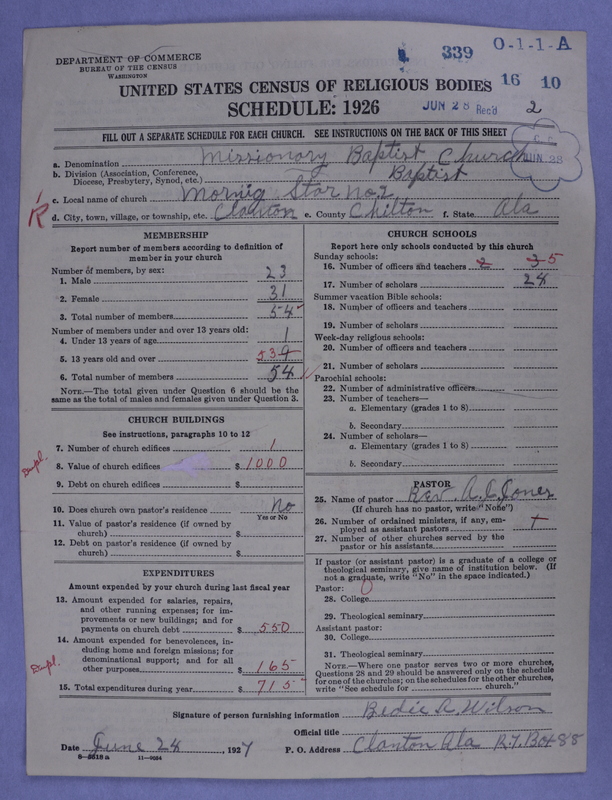 339 O-1-1-A
DEPARTMENT OF COMMERCE
BUREAU OF THE CENSUS
WASHINGTON
UNITED STATES CENSUS OF RELIGIOUS BODIES 16 10
SCHEDULE: 1926 JUN 28 Rec'd 2
FILL OUT A SEPARATE SCHEDULE FOR EACH CHURCH. SEE INSTRUCTIONS ON THE BACK OF THIS SHEET
JUN 28
a. Denomination Missionary Baptist Church
b. Division (Association, Conference, Diocese, Presbytery, Synod, etc.) Baptist
c. Local name of church Mornig Star No 2
d. City, town, village, or township, etc. Clanton e. County Chilton f. State Ala
MEMBERSHIP
Report number of members according to definition of
member in your church
Number of members, by sex:
1. Male 23
2. Female 31
3. Total number of members 54
Number of members under and over 13 years old:
4. Under 13 years of age 1
5. 13 years old and over 53
6. Total number of members 54
NOTE.—The total given under Question 6 should be the
same as the total of males and females given under Question 3.
CHURCH BUILDINGS
See instructions, paragraphs 10 to 12
7. Number of church edifices 1
Dupl.
8. Value of church edifices $ 1000
9. Debt on church edifices $
10. Does church own pastor's residence No
Yes or No
11. Value of pastor's residence (if owned by
church) $
12. Debt on pastor's residence (if owned by
church) $
EXPENDITURES
Amount expended by your church during last fiscal year
13. Amount expended for salaries, repairs,
and other running expenses; for im-
provements or new buildings; and for
payments on church debt $ 550
14. Amount expended for benevolences, in-
cluding home and foreign missions; for
denominational support; and for all
Dupl.
other purposes $ 165
15. Total expenditures during year $ 715
CHURCH SCHOOLS
Report here only schools conducted by this church
Sunday schools:
16. Number of officers and teachers 2 3 5
17. Number of scholars 28
Summer vacation Bible schools:
18. Number of officers and teachers
19. Number of scholars
Week-day religious schools:
20. Number of officers and teachers
21. Number of scholars
Parochial schools:
22. Number of administrative officers
23. Number of teachers—
a. Elementary (grades 1 to 8)
b. Secondary
24. Number of scholars—
a. Elementary (grades 1 to 8)
b. Secondary
PASTOR
25. Name of pastor Rev. A. C. Jones
(If church has no pastor, write "None")
26. Number of ordained ministers, if any, em-
ployed as assistant pastors
27. Number of other churches served by the
pastor or his assistants
If pastor (or assistant pastor) is a graduate of a college or
theological seminary, give name of institution below. (If
not a graduate, write "No" in the space indicated.)
Pastor: 0
28. College
29. Theological seminary
Assistant pastor:
30. College
31. Theological seminary
NOTE.—Where one pastor serves two or more churches,
Questions 28 and 29 should be answered only on the schedule
for one of the churches; on the schedules for the other churches,
write "See schedule for church."
Signature of person furnishing information Bedie R. Wilson
Official title
Date June 24, 1927 P. O. Address Clanton Ala R. 7. Box 88
8-5518 a 11-9024